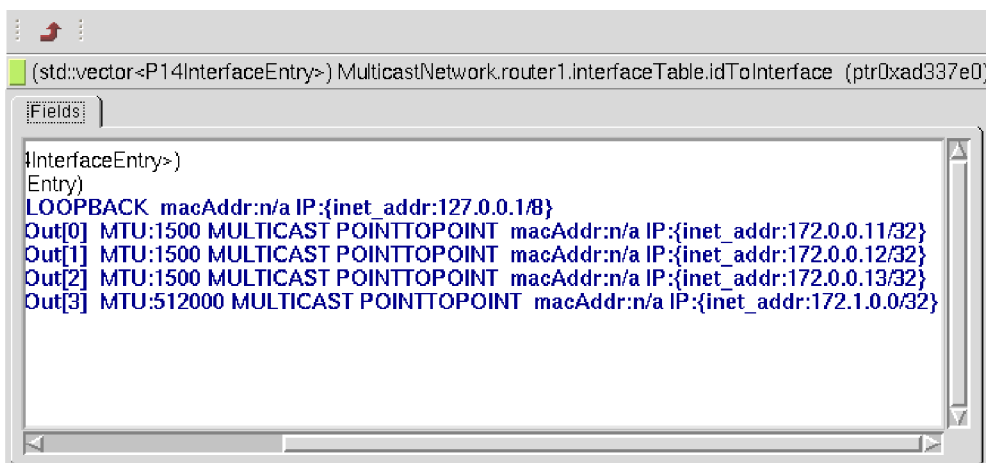 (std::vector<P14InterfaceEntry>) MulticastNetwork.router1.interfaceTable.idToInterface (ptr0xad337e0)
Fields
4InterfaceEntry>)
Entry)
LOOPBACK macAddr:n/a IP:{inet_addr:127.0.0.1/8}
Out[0] MTU:1500 MULTICAST POINTTOPOINT macAddr:n/a IP:{inet_addr:172.0.0.11/32}
Out[1] MTU:1500 MULTICAST POINTTOPOINT macAddr:n/a IP:{inet_addr:172.0.0.12/32}
Out[2] MTU:1500 MULTICAST POINTTOPOINT macAddr:n/a IP:{inet_addr:172.0.0.13/32}
Out[3] MTU:512000 MULTICAST POINTTOPOINT macAddr:n/a IP:{inet_addr:172.1.0.0/32}